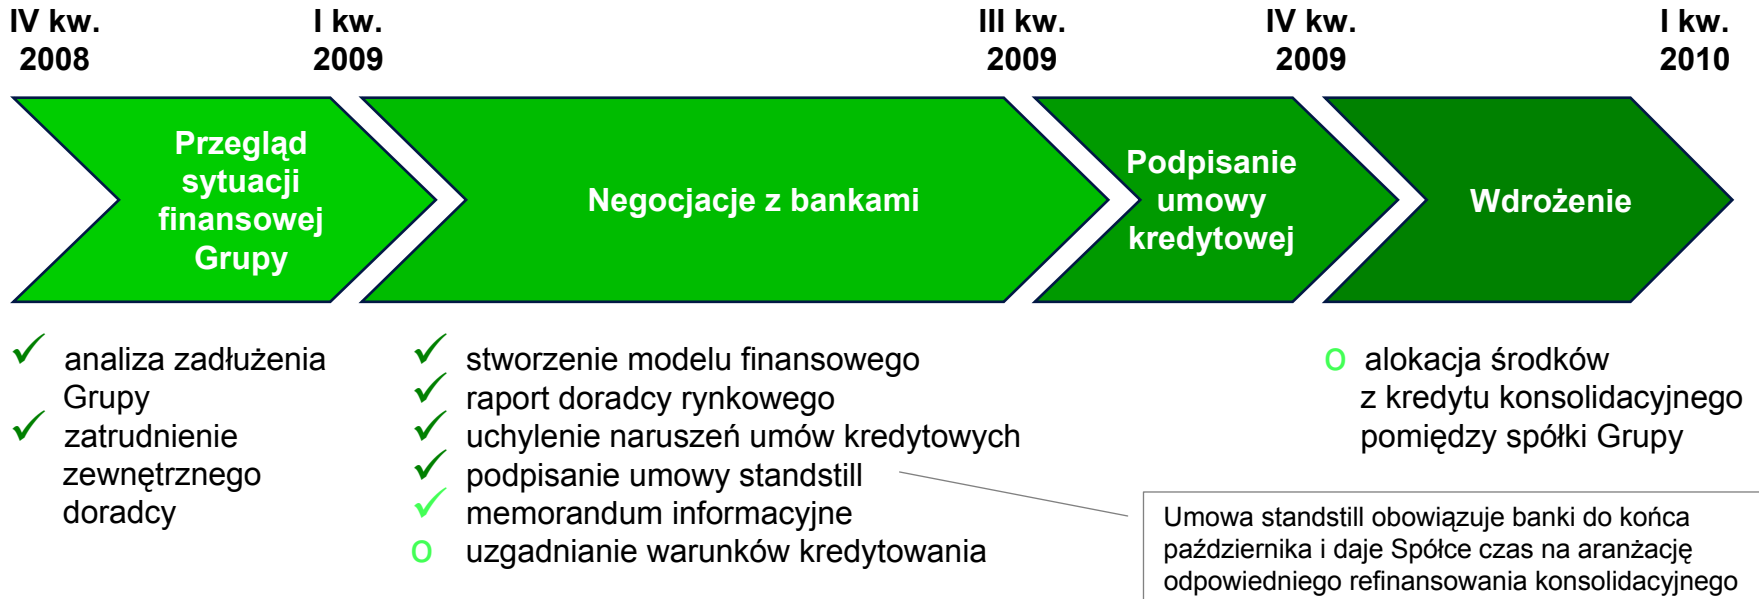 IV kw.
2008
I kw.
2009
III kw.
2009
IV kw.
2009
I kw.
2010
Przegląd
sytuacji
finansowej
Grupy
Negocjacje z bankami
Podpisanie
umowy
kredytowej
Wdrożenie
✓ analiza zadłużenia
Grupy
✓ zatrudnienie
zewnętrznego
doradcy
✓ stworzenie modelu finansowego
✓ raport doradcy rynkowego
✓ uchylenie naruszeń umów kredytowych
✓ podpisanie umowy standstill
✓ memorandum informacyjne
o uzgadnianie warunków kredytowania
o alokacja środków
z kredytu konsolidacyjnego
pomiędzy spółki Grupy
Umowa standstill obowiązuje banki do końca
października i daje Spółce czas na aranżację
odpowiedniego refinansowania konsolidacyjnego